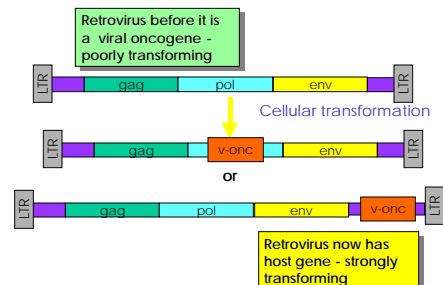 Retrovirus before it is
a viral oncogene -
poorly transforming
LTR gag pol env LTR
Cellular transformation
LTR gag v-onc env LTR
or
LTR gag pol env v-onc LTR
Retrovirus now has
host gene - strongly
transforming